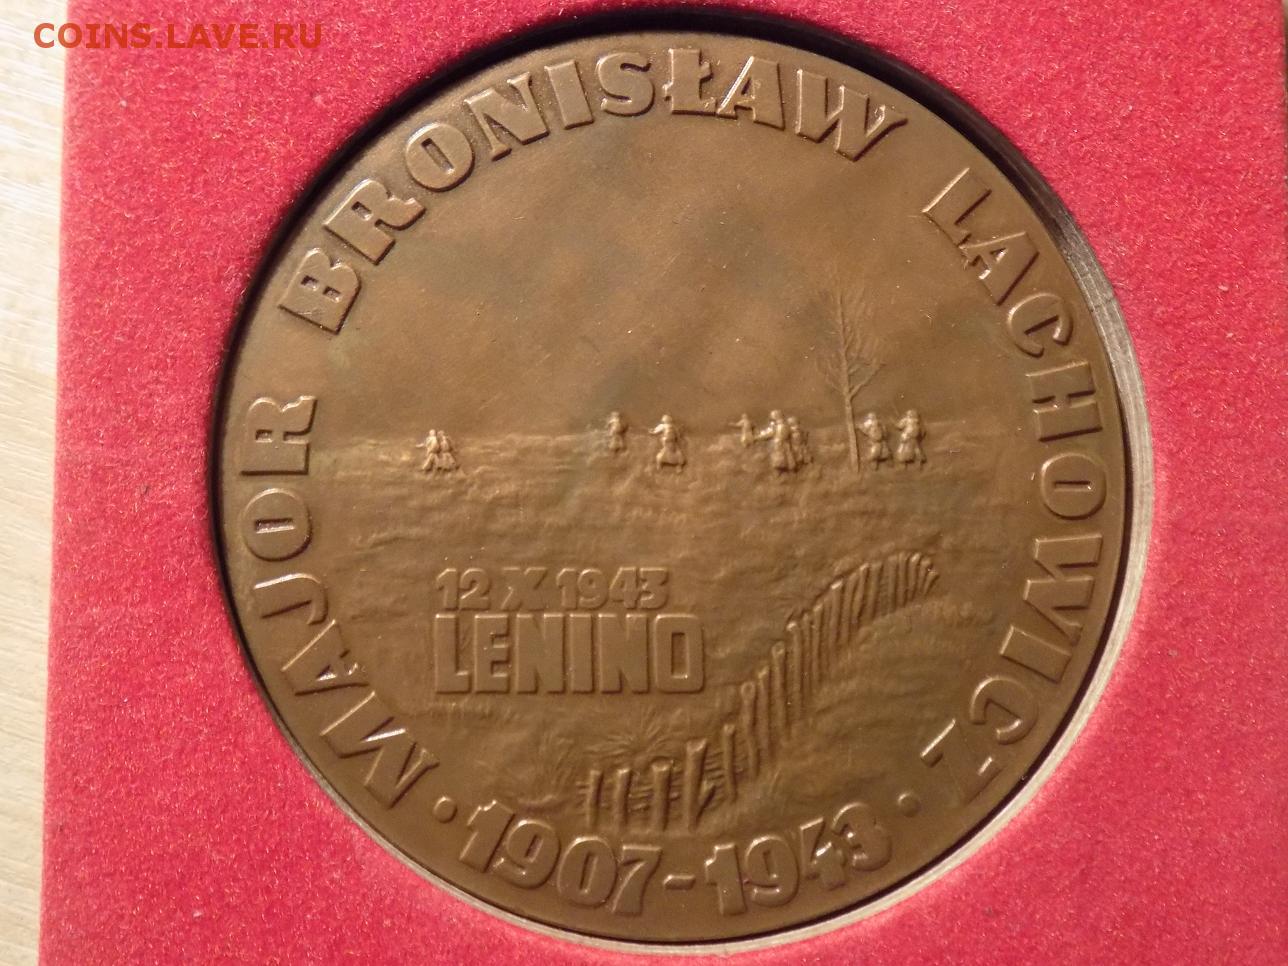 COINS.LAVE.RU
MAJOR BRONISŁAW LACHOWICZ
12 X 1943
LENINO
· 1907-1943 ·